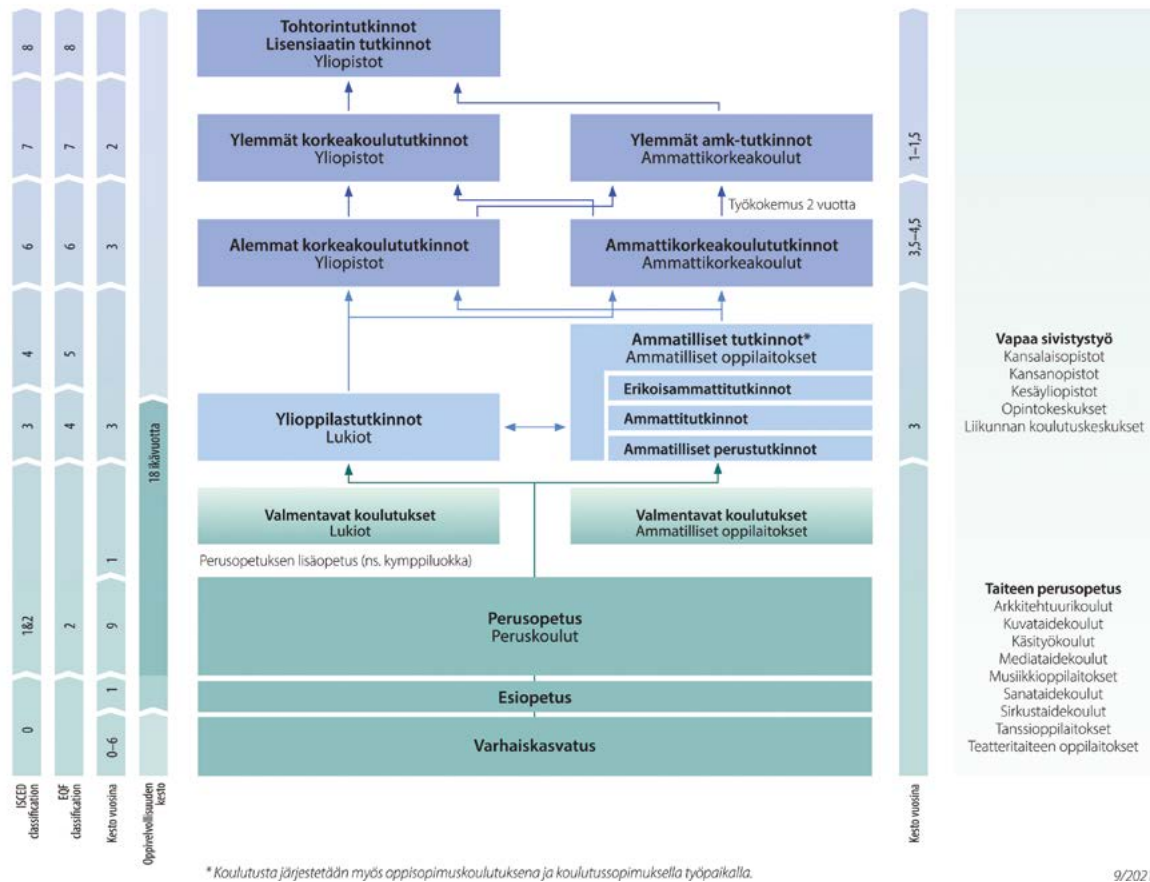 Tohtorintutkinnot
Lisensiaatin tutkinnot
Yliopistot
Ylemmät korkeakoulututkinnot
Yliopistot
Ylemmät amk-tutkinnot
Ammattikorkeakoulut
Työkokemus 2 vuotta
Alemmat korkeakoulututkinnot
Yliopistot
Ammattikorkeakoulututkinnot
Ammattikorkeakoulut
Ammatilliset tutkinnot*
Ammatilliset oppilaitokset
Erikoisammattitutkinnot
Ammattitutkinnot
Ammatilliset perustutkinnot
Ylioppilastutkinnot
Lukiot
Valmentavat koulutukset
Lukiot
Valmentavat koulutukset
Ammatilliset oppilaitokset
Perusopetuksen lisäopetus (ns. kymppiluokka)
Perusopetus
Peruskoulut
Esiopetus
Varhaiskasvatus
8
7
6
4
3
1&2
0
ISCED
classification
8
7
6
5
4
2
EQF
classification
2
3
3
1
9
1
0–6
Kesto vuosina
18 ikävuotta
Oppivelvollisuuden
kesto
1–1,5
3,5–4,5
3
Kesto vuosina
Vapaa sivistystyö
Kansalaisopistot
Kansanopistot
Kesäyliopistot
Opintokeskukset
Liikunnan koulutuskeskukset
Taiteen perusopetus
Arkkitehtuurikoulut
Kuvataidekoulut
Käsityökoulut
Mediataidekoulut
Musiikkioppilaitokset
Sanataidekoulut
Sirkustaidekoulut
Tanssioppilaitokset
Teatteritaiteen oppilaitokset
* Koulutusta järjestetään myös oppisopimuskoulutuksena ja koulutussopimuksella työpaikalla.
9/2021